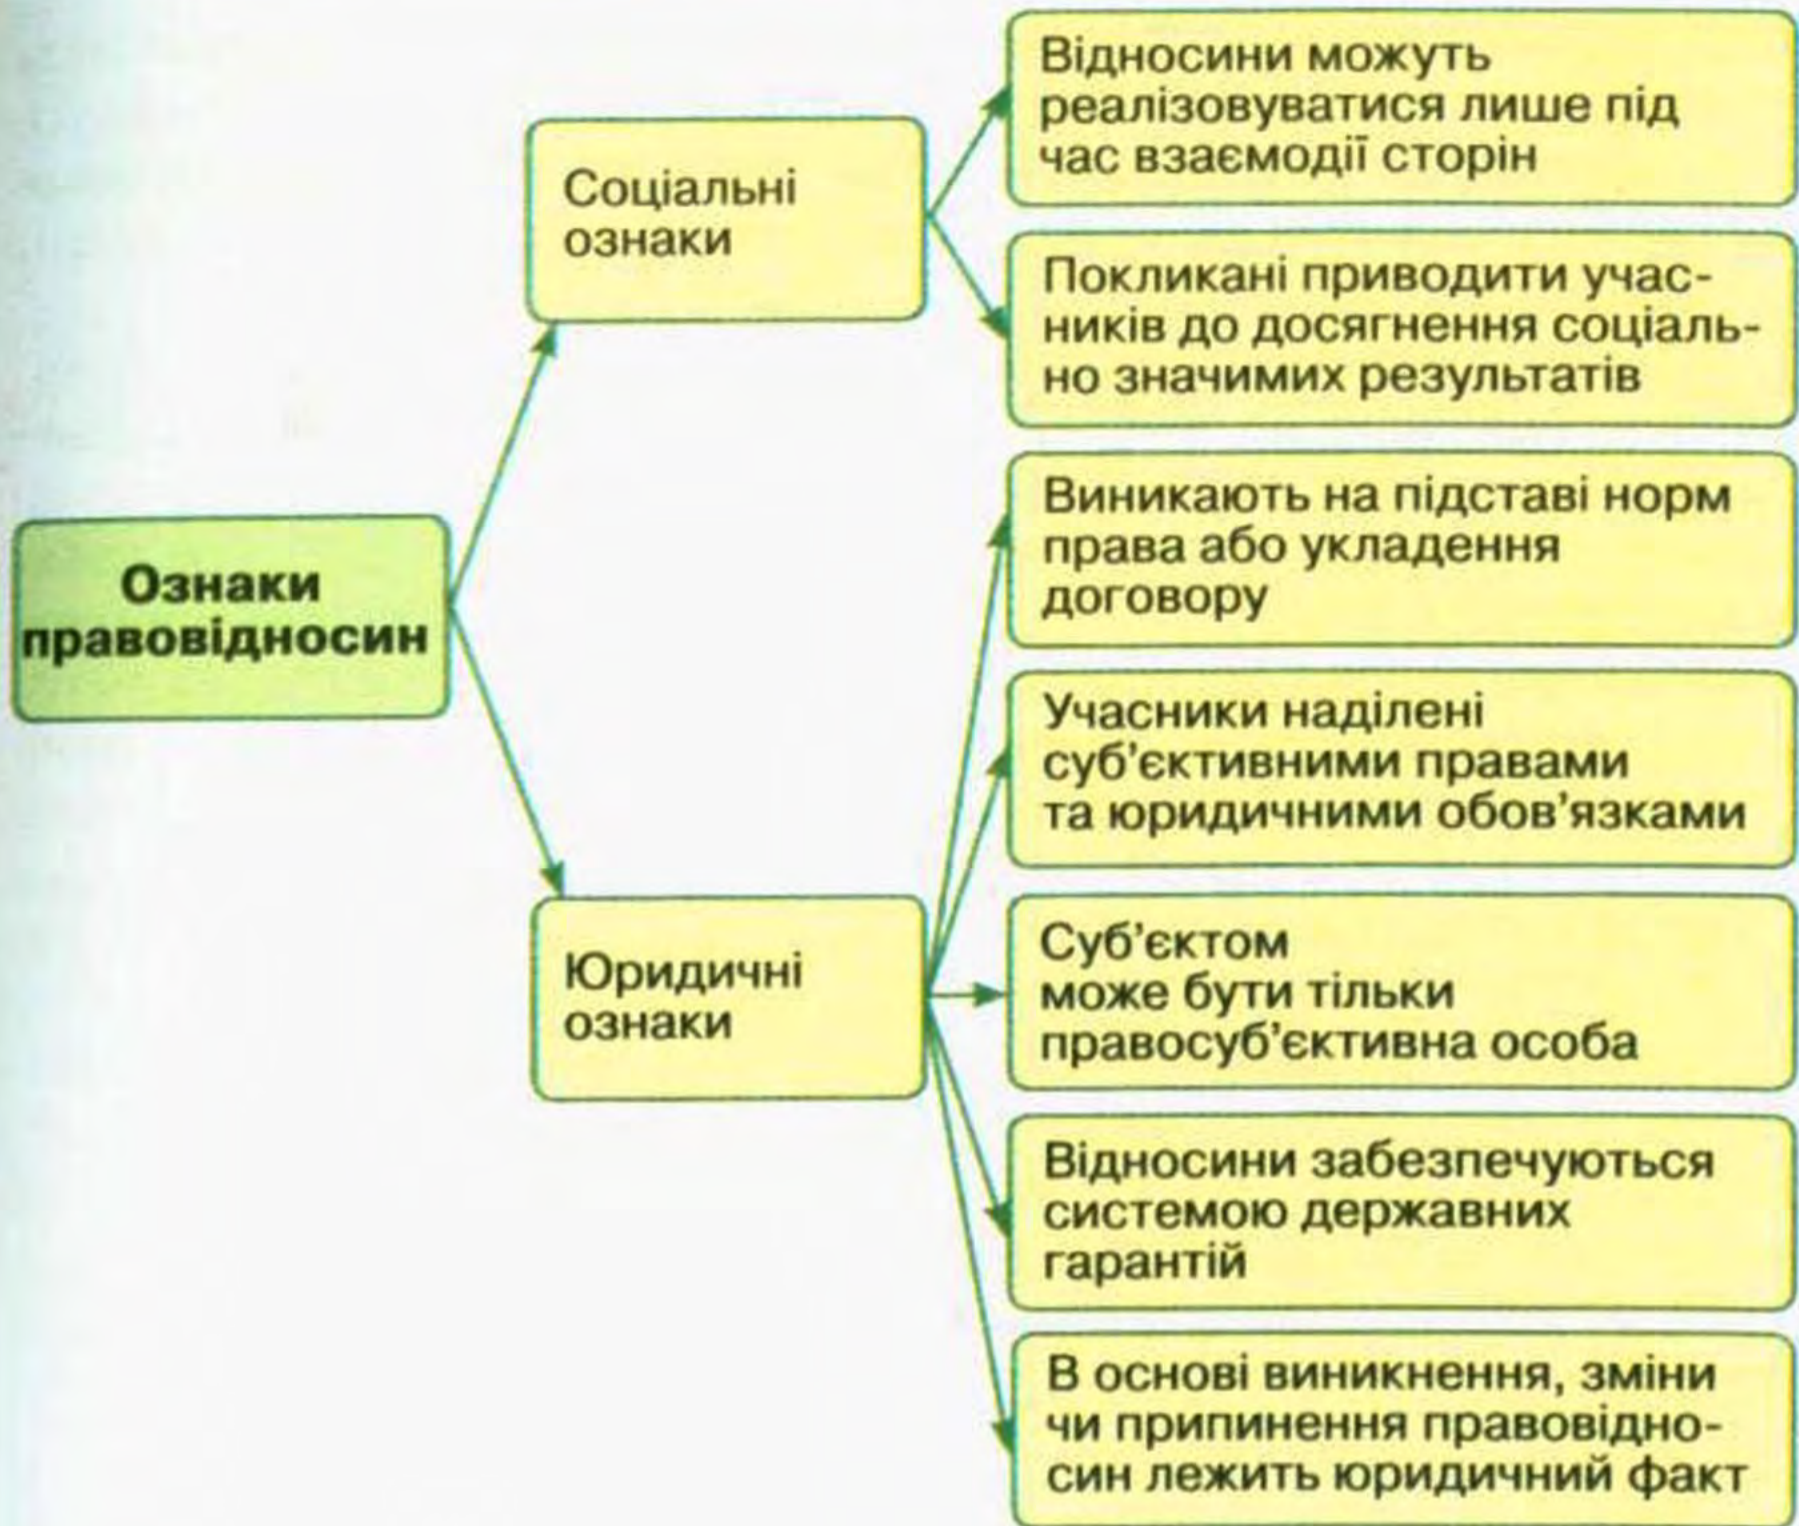 Ознаки
правовідносин
Соціальні
ознаки
Відносини можуть
реалізовуватися лише під
час взаємодії сторін
Покликані приводити учас-
ників до досягнення соціаль-
но значимих результатів
Юридичні
ознаки
Виникають на підставі норм
права або укладення
договору
Учасники наділені
суб’єктивними правами
та юридичними обов’язками
Суб’єктом
може бути тільки
правосуб’єктивна особа
Відносини забезпечуються
системою державних
гарантій
В основі виникнення, зміни
чи припинення правовідно-
син лежить юридичний факт